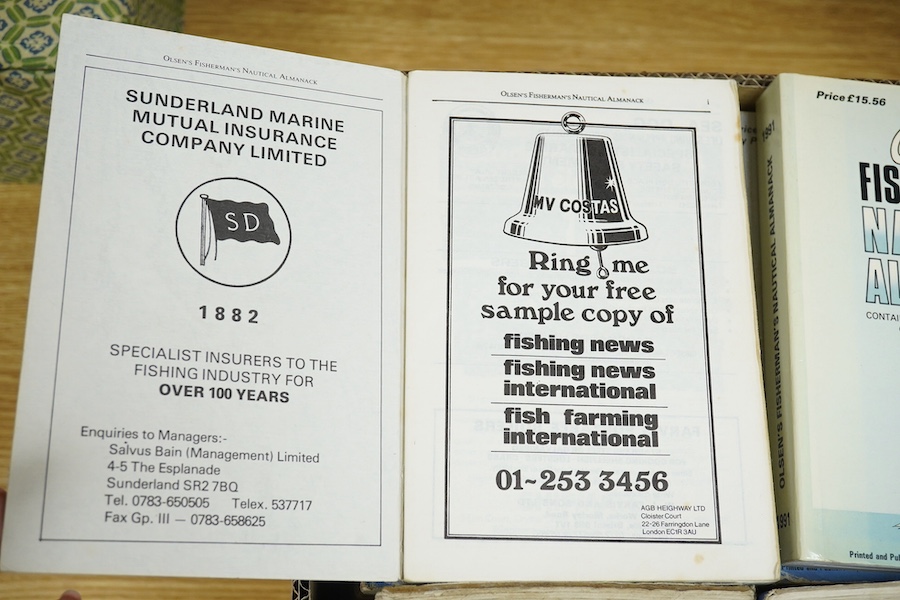 OLSEN'S FISHERMAN'S NAUTICAL ALMANACK
SUNDERLAND MARINE
MUTUAL INSURANCE
COMPANY LIMITED
SD
1882
SPECIALIST INSURERS TO THE
FISHING INDUSTRY FOR
OVER 100 YEARS
Enquiries to Managers:-
Salvus Bain (Management) Limited
4-5 The Esplanade
Sunderland SR2 7BQ
Tel. 0783-650505 Telex. 537717
Fax Gp. III — 0783-658625
OLSEN'S FISHERMAN'S NAUTICAL ALMANACK i
MV COSTAS
Ring me
for your free
sample copy of
fishing news
fishing news
international
fish farming
international
01~253 3456
AGB HEIGHWAY LTD
Cloister Court
22-26 Farringdon Lane
London EC1R 3AU
1991
OLSEN'S FISHERMAN'S NAUTICAL ALMANACK
1991
Price £15.56
FIS
NA
AL
CONTAI
Printed and Pu